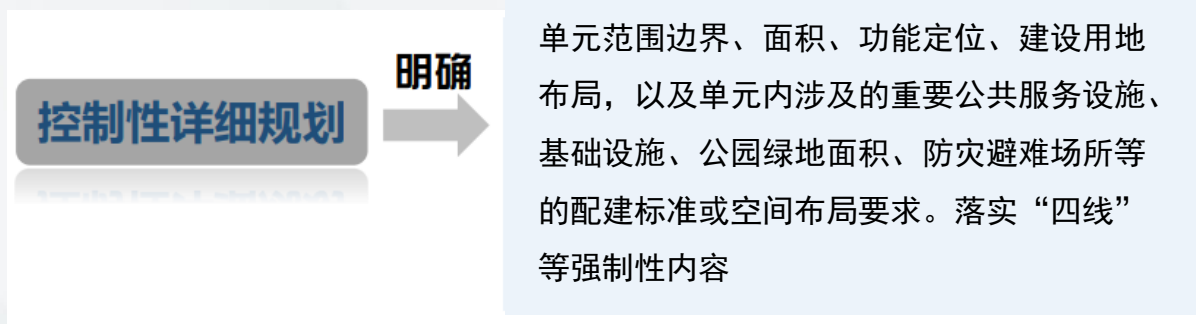 控制性详细规划
明确
单元范围边界、面积、功能定位、建设用地
布局，以及单元内涉及的重要公共服务设施、
基础设施、公园绿地面积、防灾避难场所等
的配建标准或空间布局要求。落实“四线”
等强制性内容